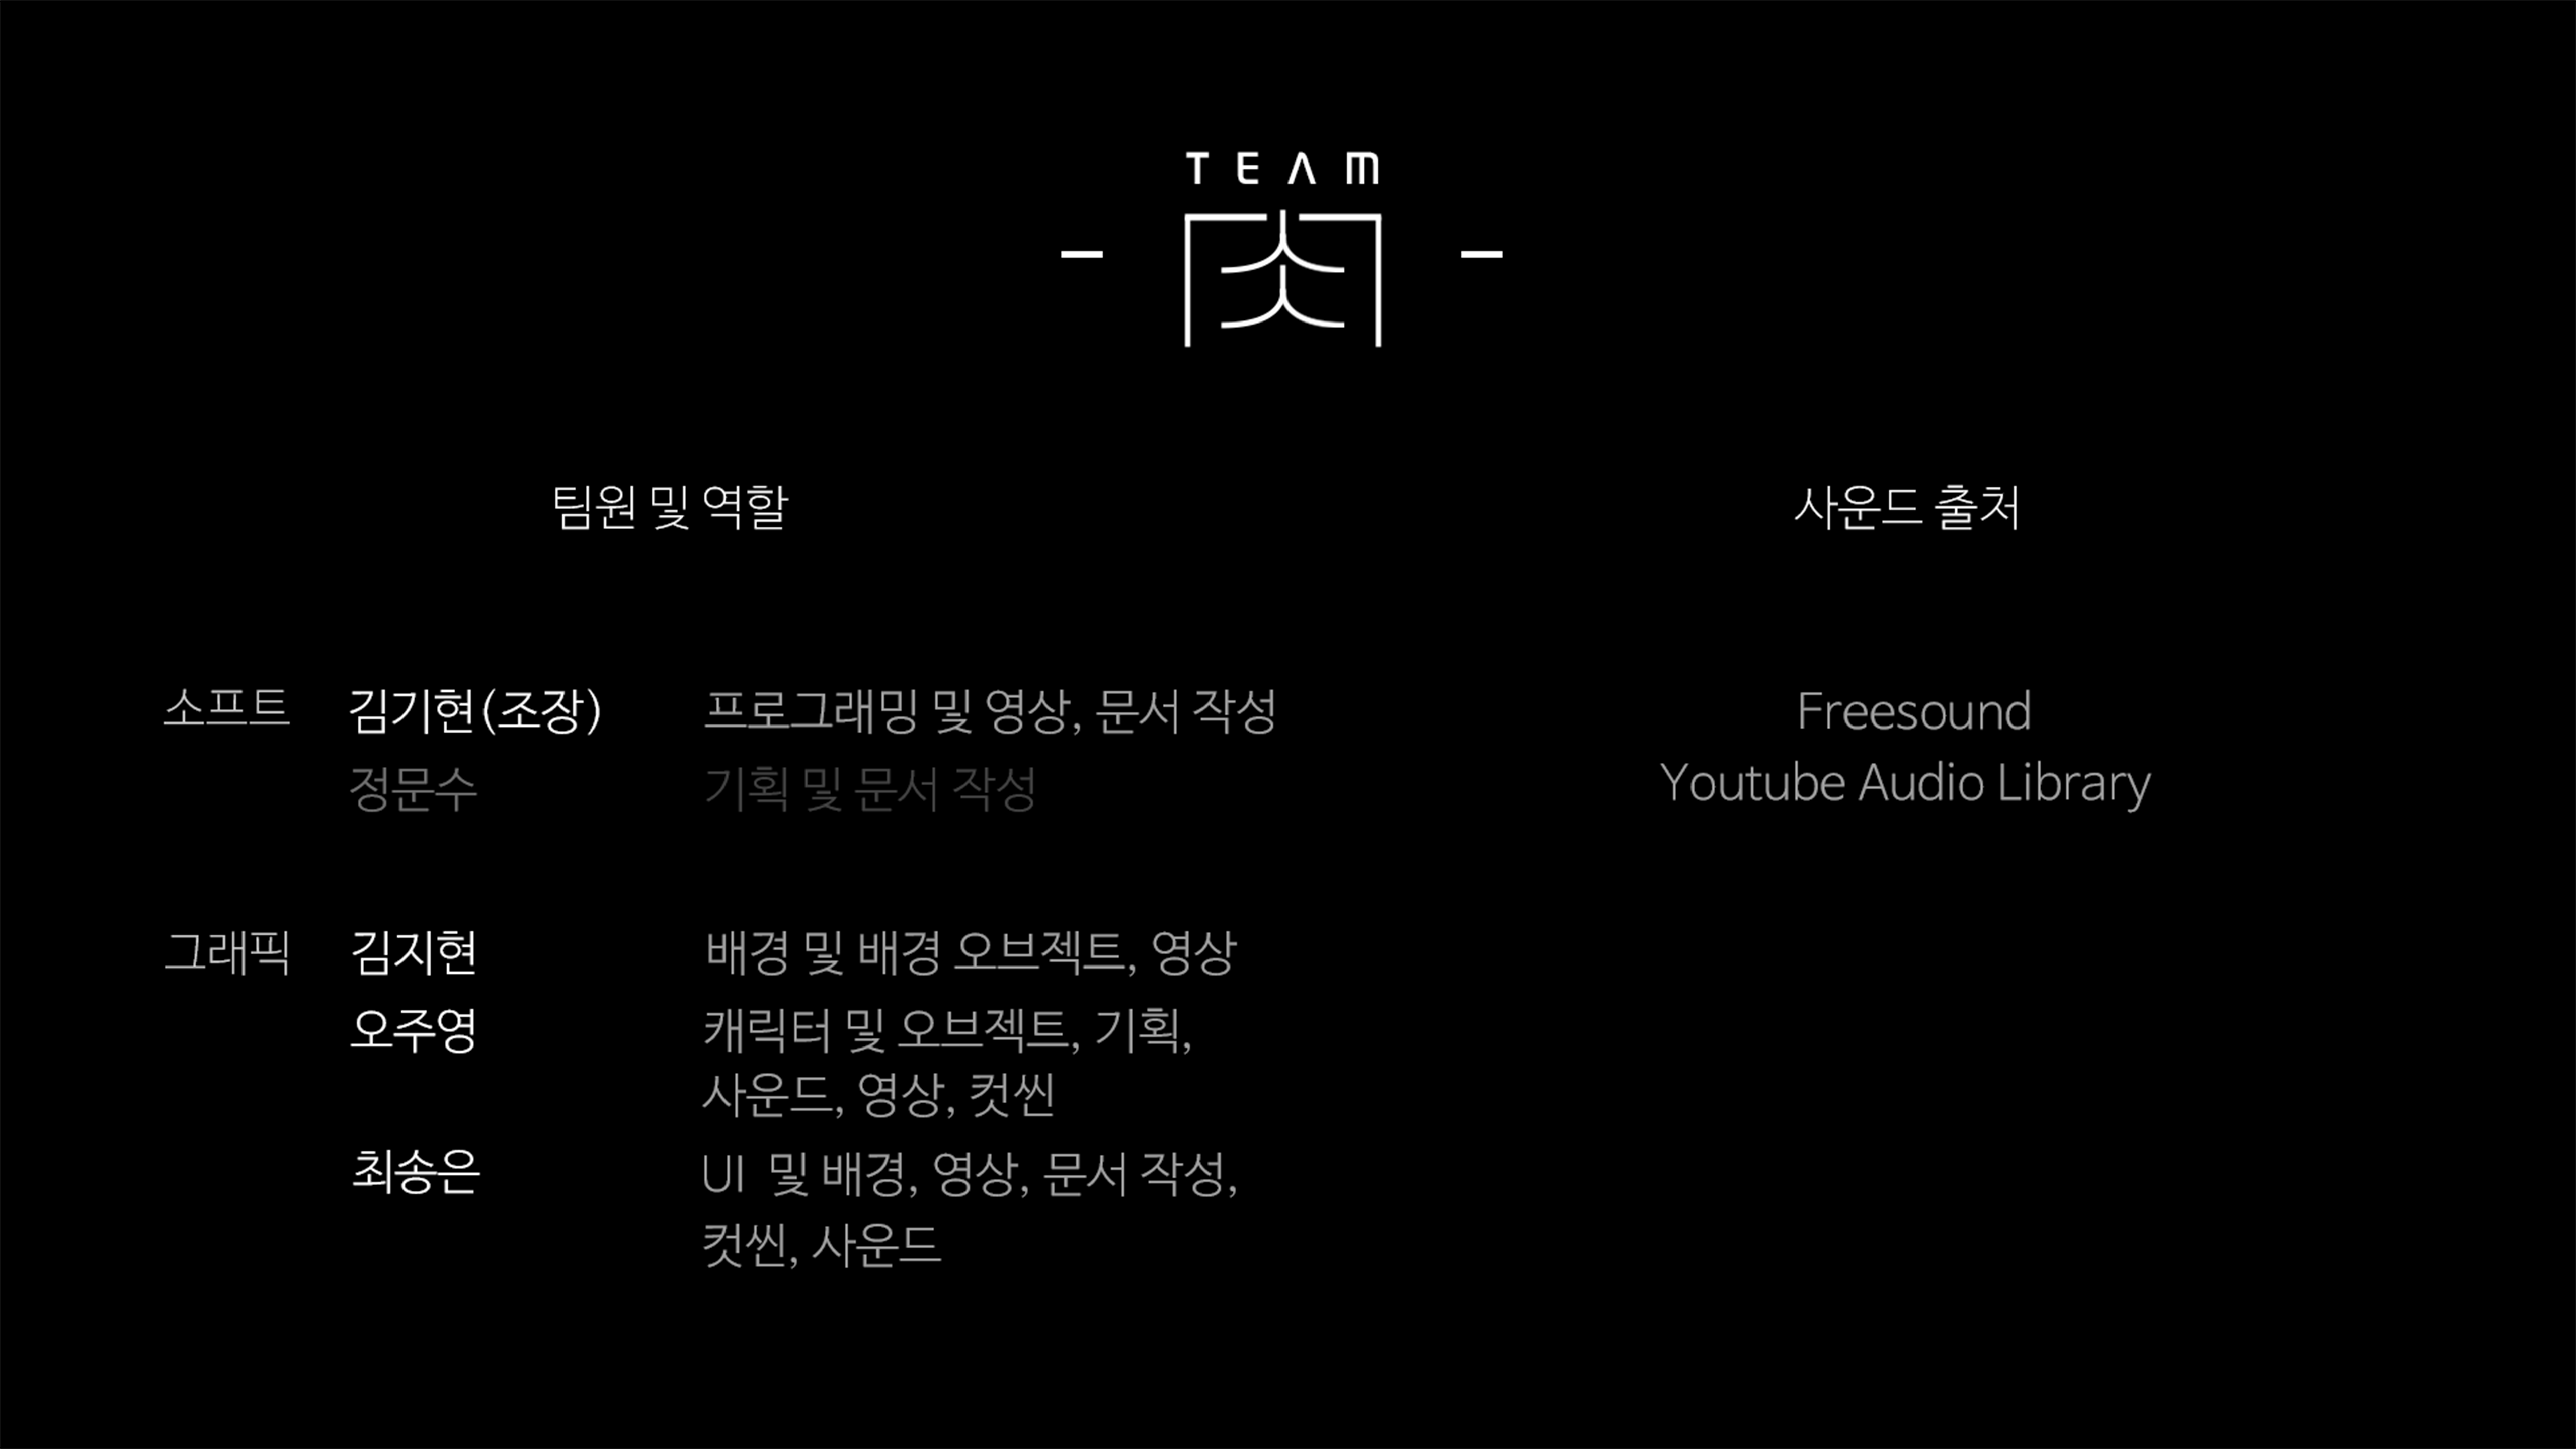 TEAM
팀원 및 역할
소프트 김기현(조장) 프로그래밍 및 영상, 문서 작성
정문수 기획 및 문서 작성
그래픽 김지현 배경 및 배경 오브젝트, 영상
오주영 캐릭터 및 오브젝트, 기획,
사운드, 영상, 컷씬
최송은 UI 및 배경, 영상, 문서 작성,
컷씬, 사운드
사운드 출처
Freesound
Youtube Audio Library